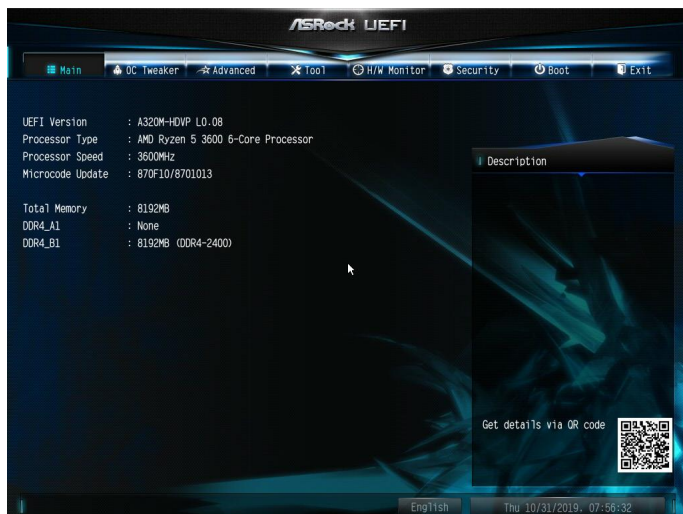 ASRock UEFI
Main OC Tweaker Advanced Tool H/W Monitor Security Boot Exit
UEFI Version : A320M-HDVP L0.08
Processor Type : AMD Ryzen 5 3600 6-Core Processor
Processor Speed : 3600MHz
Microcode Update : 870F10/8701013
Total Memory : 8192MB
DDR4_A1 : None
DDR4_B1 : 8192MB (DDR4-2400)
Description
Get details via QR code
English Thu 10/31/2019. 07:56:32